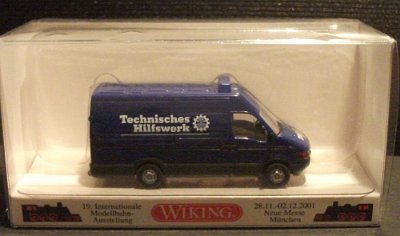 Technisches
Hilfswerk
19. Internationale
Modellbahn-
Ausstellung
WIKING
28.11.-02.12.2001
Neue Messe
München